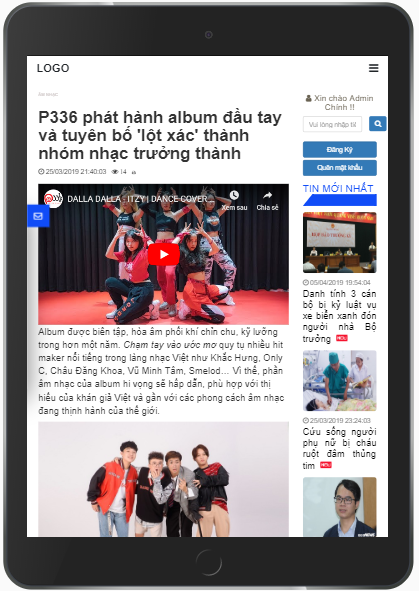 LOGO
ÂM NHẠC
P336 phát hành album đầu tay
và tuyên bố 'lột xác' thành
nhóm nhạc trưởng thành
25/03/2019 21:40:03 14
DALLA DALLA - ITZY | DANCE COVER
Xem sau
Chia sẻ
Album được biên tập, hòa âm phối khí chỉn chu, kỹ lưỡng
trong hơn một năm. Chạm tay vào ước mơ quy tụ nhiều hit
maker nổi tiếng trong làng nhạc Việt như Khắc Hưng, Only
C, Châu Đăng Khoa, Vũ Minh Tâm, Smelod... Vì thế, phần
âm nhạc của album hi vọng sẽ hấp dẫn, phù hợp với thị
hiếu của khán giả Việt và gần với các phong cách âm nhạc
đang thịnh hành của thế giới.
Xin chào Admin
Chính !!
Vui lòng nhập từ
Đăng Ký
Quên mật khẩu
TIN MỚI NHẤT
05/04/2019 19:54:04
Danh tính 3 cán
bộ bị kỷ luật vụ
xe biển xanh đón
người nhà Bộ
trưởng
25/03/2019 23:24:03
Cứu sống người
phụ nữ bị cháu
ruột đâm thủng
tim